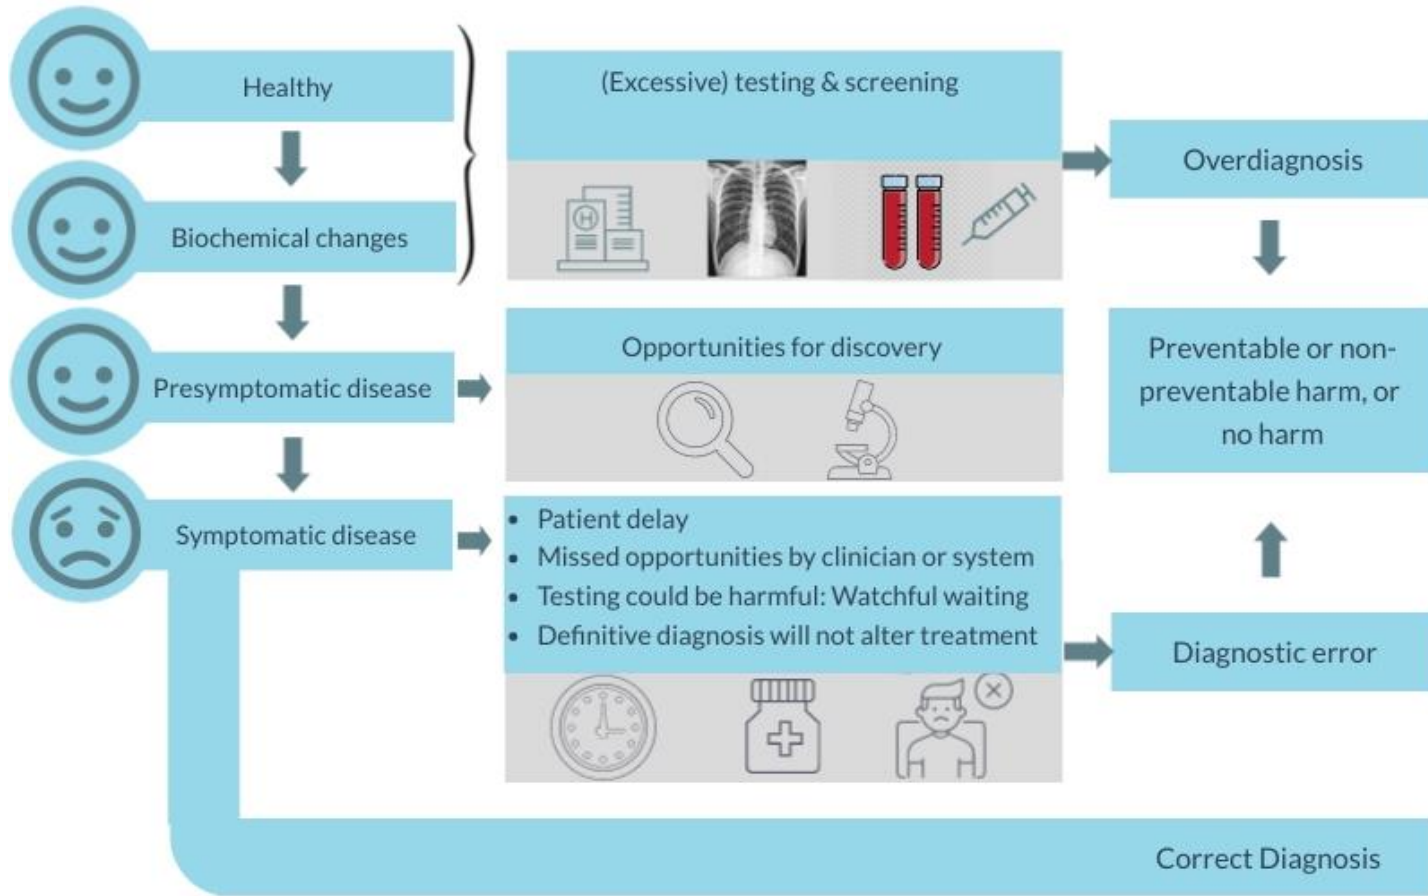 Healthy
(Excessive) testing & screening
Overdiagnosis
Biochemical changes
H
Presymptomatic disease
Opportunities for discovery
Preventable or non-
preventable harm, or
no harm
Symptomatic disease
• Patient delay
• Missed opportunities by clinician or system
• Testing could be harmful: Watchful waiting
• Definitive diagnosis will not alter treatment
Diagnostic error
Correct Diagnosis